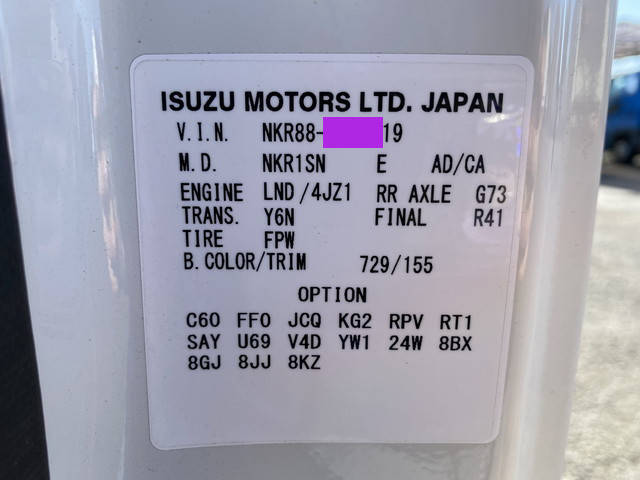 ISUZU MOTORS LTD. JAPAN
V.I.N. NKR88- 19
M.D. NKR1SN E AD/CA
ENGINE LND/4JZ1 RR AXLE G73
TRANS. Y6N FINAL R41
TIRE FPW
B.COLOR/TRIM 729/155
OPTION
C60 FF0 JCQ KG2 RPV RT1
SAY U69 V4D YW1 24W 8BX
8GJ 8JJ 8KZ